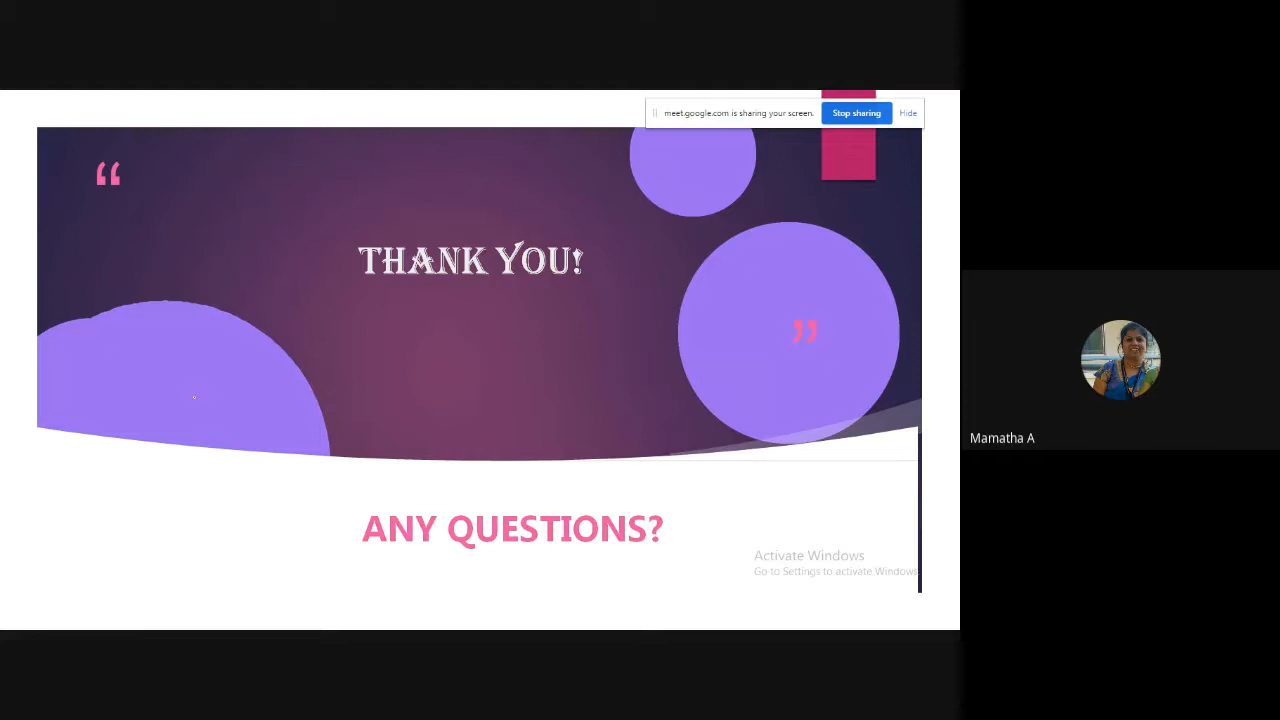 meet.google.com is sharing your screen.
Stop sharing
Hide
“
THANK YOU!
”
Mamatha A
ANY QUESTIONS?
Activate Windows
Go to Settings to activate Windows